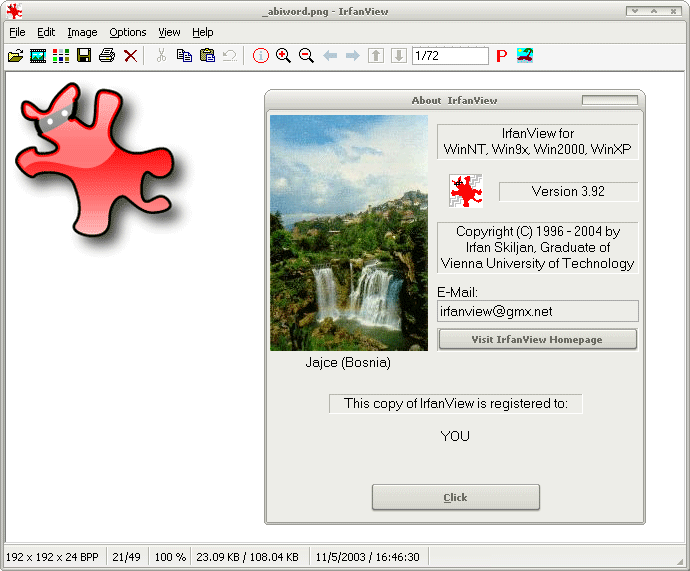 _abiword.png - IrfanView
File Edit Image Options View Help
1/72 P
About IrfanView
IrfanView for
WinNT, Win9x, Win2000, WinXP
Version 3.92
Copyright (C) 1996 - 2004 by
Irfan Skiljan, Graduate of
Vienna University of Technology
E-Mail:
irfanview@gmx.net
Visit IrfanView Homepage
Jajce (Bosnia)
This copy of IrfanView is registered to:
YOU
Click
192 x 192 x 24 BPP 21/49 100 % 23.09 KB / 108.04 KB 11/5/2003 / 16:46:30